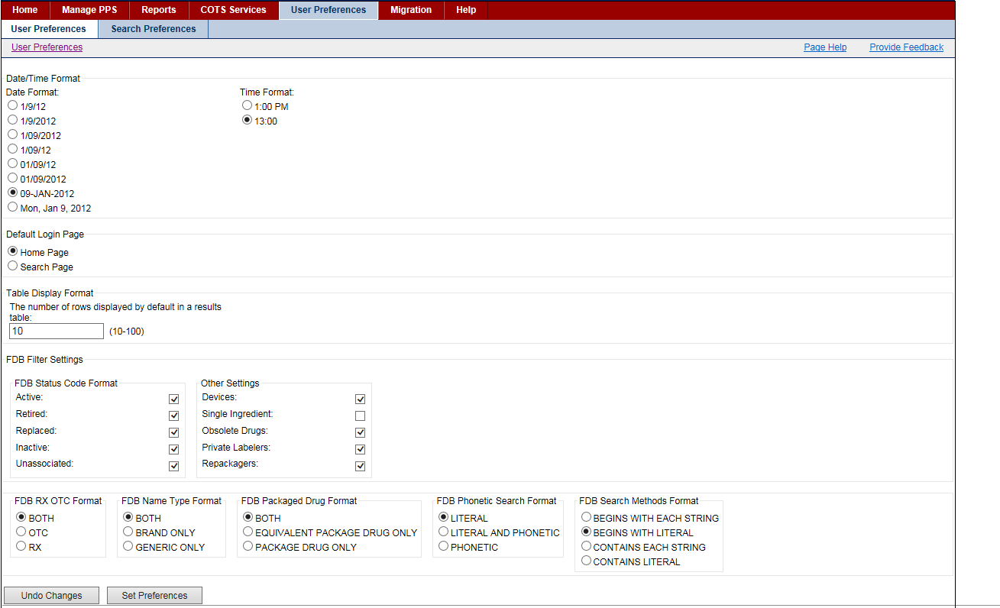 Home Manage PPS Reports COTS Services User Preferences Migration Help
User Preferences Search Preferences
User Preferences Page Help Provide Feedback
Date/Time Format
Date Format: Time Format:
1/9/12 1:00 PM
1/9/2012 13:00
1/09/2012
1/09/12
01/09/12
01/09/2012
09-JAN-2012
Mon, Jan 9, 2012
Default Login Page
Home Page
Search Page
Table Display Format
The number of rows displayed by default in a results
table:
10 (10-100)
FDB Filter Settings
FDB Status Code Format Other Settings
Active: Devices:
Retired: Single Ingredient:
Replaced: Obsolete Drugs:
Inactive: Private Labelers:
Unassociated: Repackagers:
FDB RX OTC Format FDB Name Type Format FDB Packaged Drug Format FDB Phonetic Search Format FDB Search Methods Format
BOTH BOTH BOTH LITERAL BEGINS WITH EACH STRING
OTC BRAND ONLY EQUIVALENT PACKAGE DRUG ONLY LITERAL AND PHONETIC BEGINS WITH LITERAL
RX GENERIC ONLY PACKAGE DRUG ONLY PHONETIC CONTAINS EACH STRING
CONTAINS LITERAL
Undo Changes Set Preferences